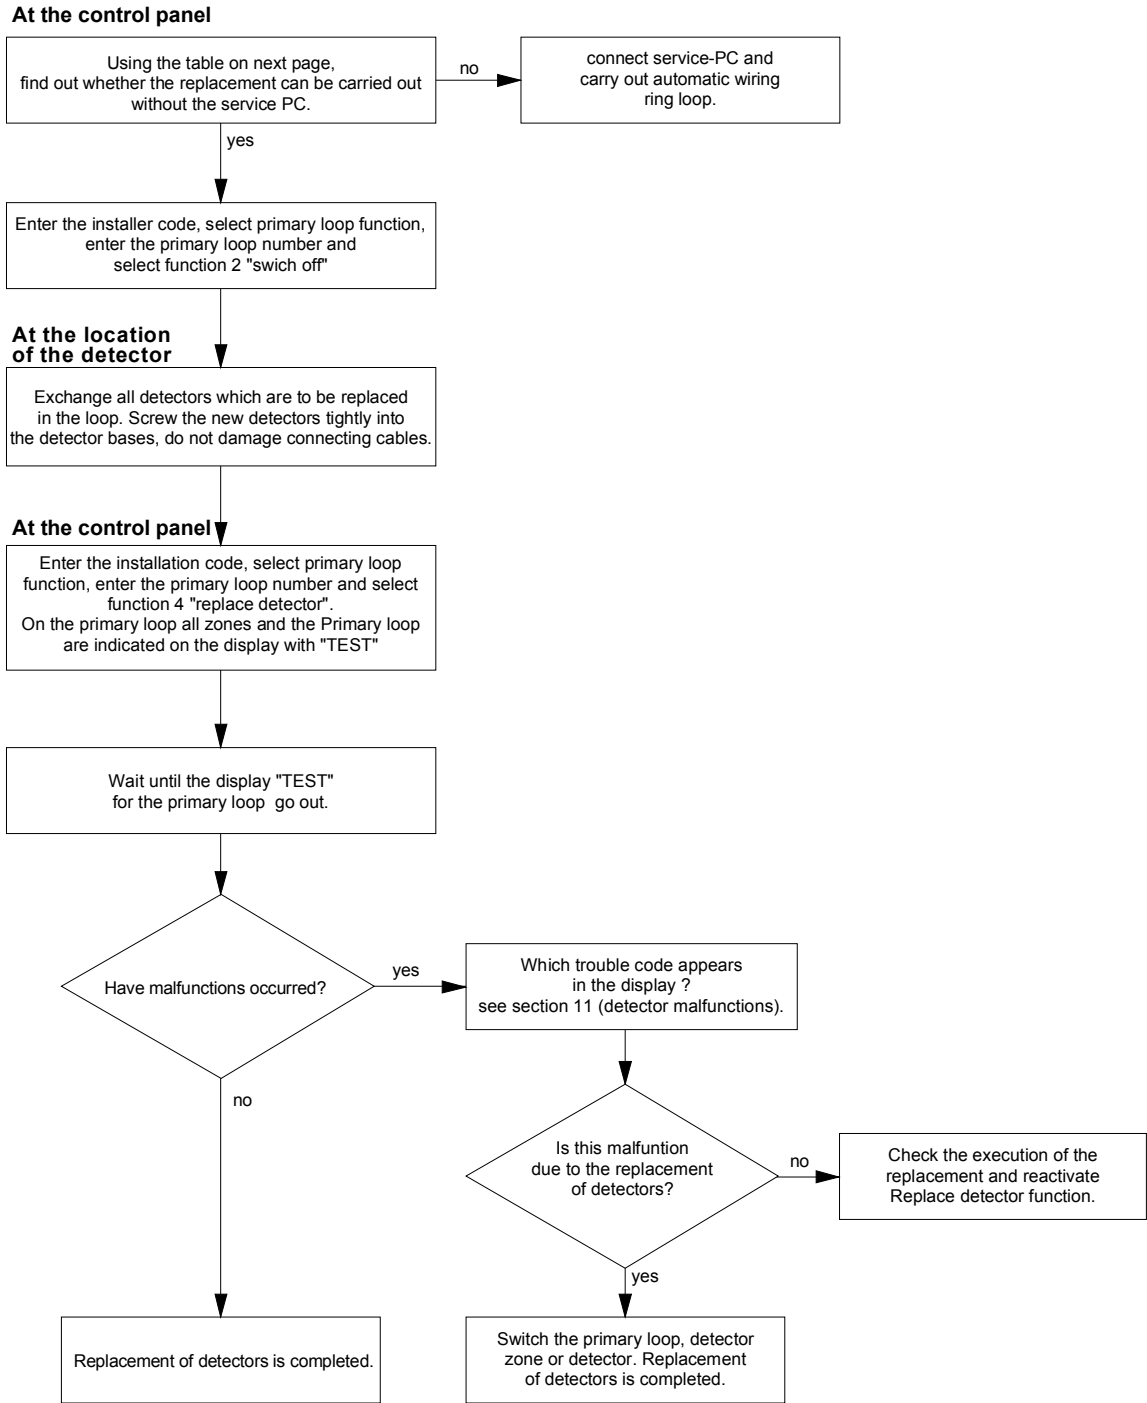 At the control panel
Using the table on next page,
find out whether the replacement can be carried out
without the service PC.
no
connect service-PC and
carry out automatic wiring
ring loop.
yes
Enter the installer code, select primary loop function,
enter the primary loop number and
select function 2 "swich off"
At the location
of the detector
Exchange all detectors which are to be replaced
in the loop. Screw the new detectors tightly into
the detector bases, do not damage connecting cables.
At the control panel
Enter the installation code, select primary loop
function, enter the primary loop number and select
function 4 "replace detector".
On the primary loop all zones and the Primary loop
are indicated on the display with "TEST"
Wait until the display "TEST"
for the primary loop go out.
Have malfunctions occurred?
yes
Which trouble code appears
in the display ?
see section 11 (detector malfunctions).
no
Is this malfuntion
due to the replacement
of detectors?
no
Check the execution of the
replacement and reactivate
Replace detector function.
yes
Replacement of detectors is completed.
Switch the primary loop, detector
zone or detector. Replacement
of detectors is completed.